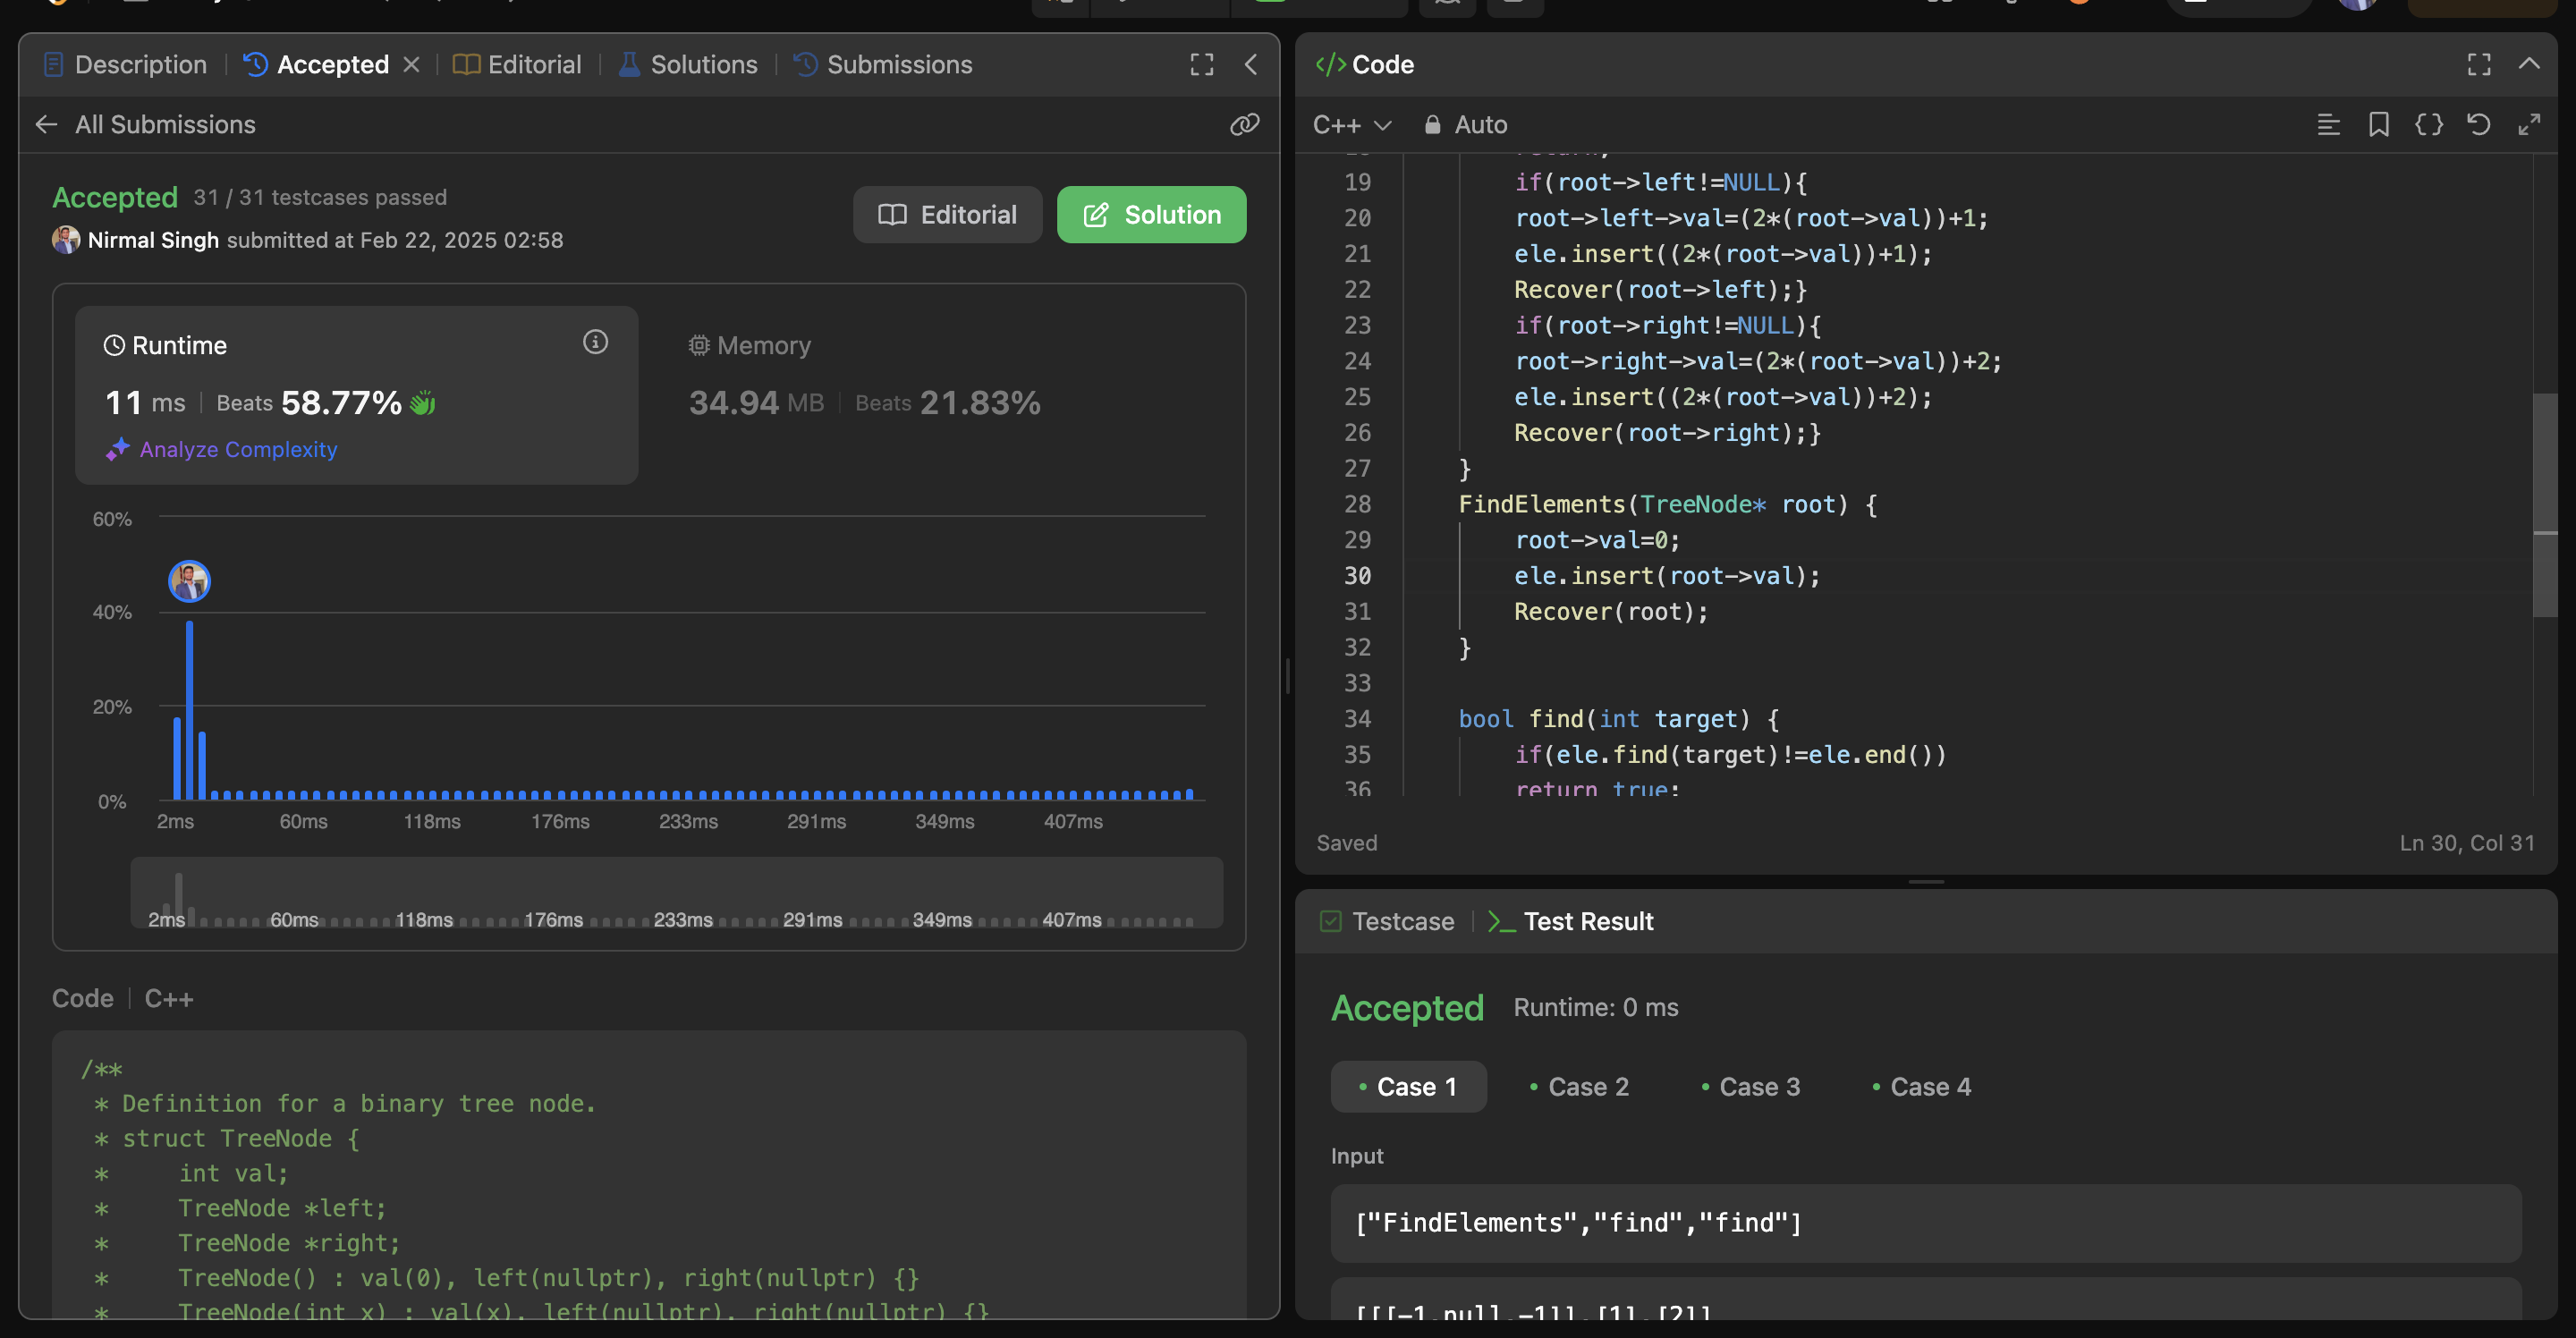 Description
Accepted
Editorial
Solutions
Submissions
All Submissions
Accepted 31 / 31 testcases passed
Nirmal Singh submitted at Feb 22, 2025 02:58
Editorial
Solution
Runtime
11 ms | Beats 58.77%
Analyze Complexity
Memory
34.94 MB | Beats 21.83%
60%
40%
20%
0%
2ms 60ms 118ms 176ms 233ms 291ms 349ms 407ms
2ms 60ms 118ms 176ms 233ms 291ms 349ms 407ms
Code | C++
/**
* Definition for a binary tree node.
* struct TreeNode {
*     int val;
*     TreeNode *left;
*     TreeNode *right;
*     TreeNode() : val(0), left(nullptr), right(nullptr) {}
*     TreeNode(int x) : val(x), left(nullptr), right(nullptr) {}
</> Code
C++ Auto
19 if(root->left!=NULL){
20 root->left->val=(2*(root->val))+1;
21 ele.insert((2*(root->val))+1);
22 Recover(root->left);}
23 if(root->right!=NULL){
24 root->right->val=(2*(root->val))+2;
25 ele.insert((2*(root->val))+2);
26 Recover(root->right);}
27 }
28 FindElements(TreeNode* root) {
29 root->val=0;
30 ele.insert(root->val);
31 Recover(root);
32 }
33
34 bool find(int target) {
35 if(ele.find(target)!=ele.end())
36 return true;
Saved
Ln 30, Col 31
Testcase
Test Result
Accepted Runtime: 0 ms
Case 1
Case 2
Case 3
Case 4
Input
["FindElements","find","find"]
[[[-1,null,-1]],[1],[2]]